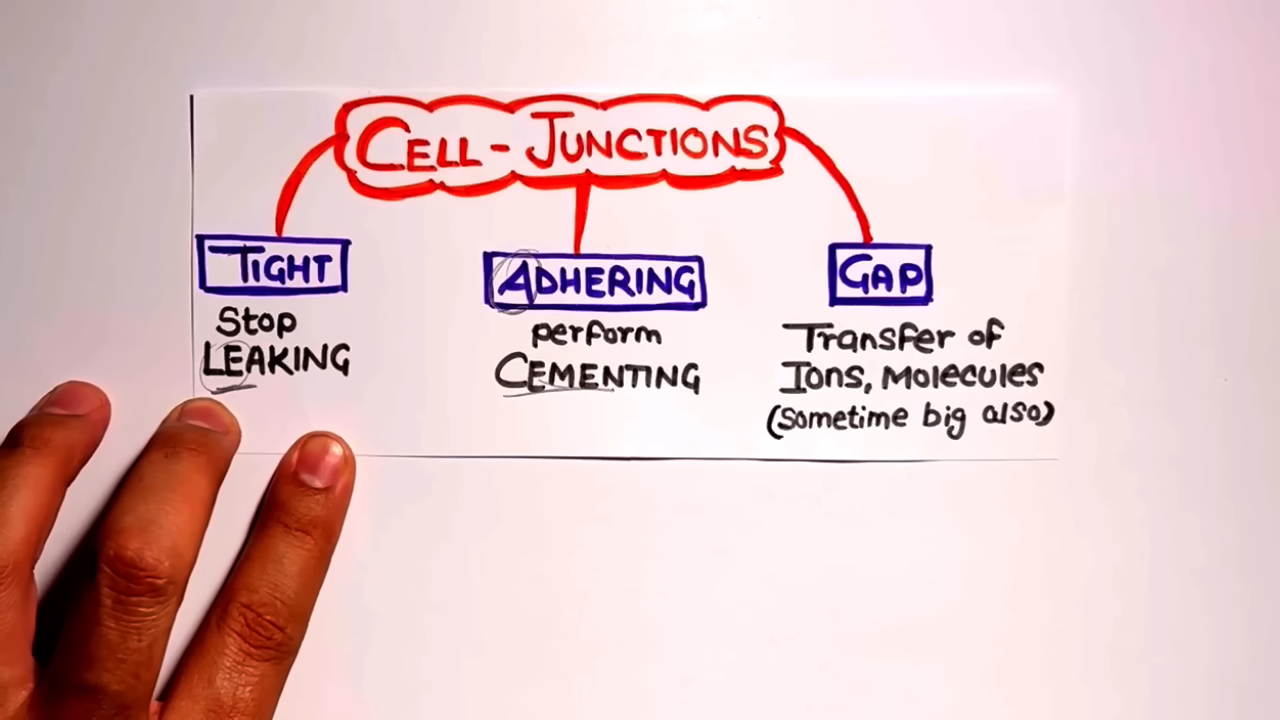 CELL-JUNCTIONS
TIGHT
Stop
LEAKING
ADHERING
perform
CEMENTING
GAP
Transfer of
Ions, Molecules
(Sometime big also)